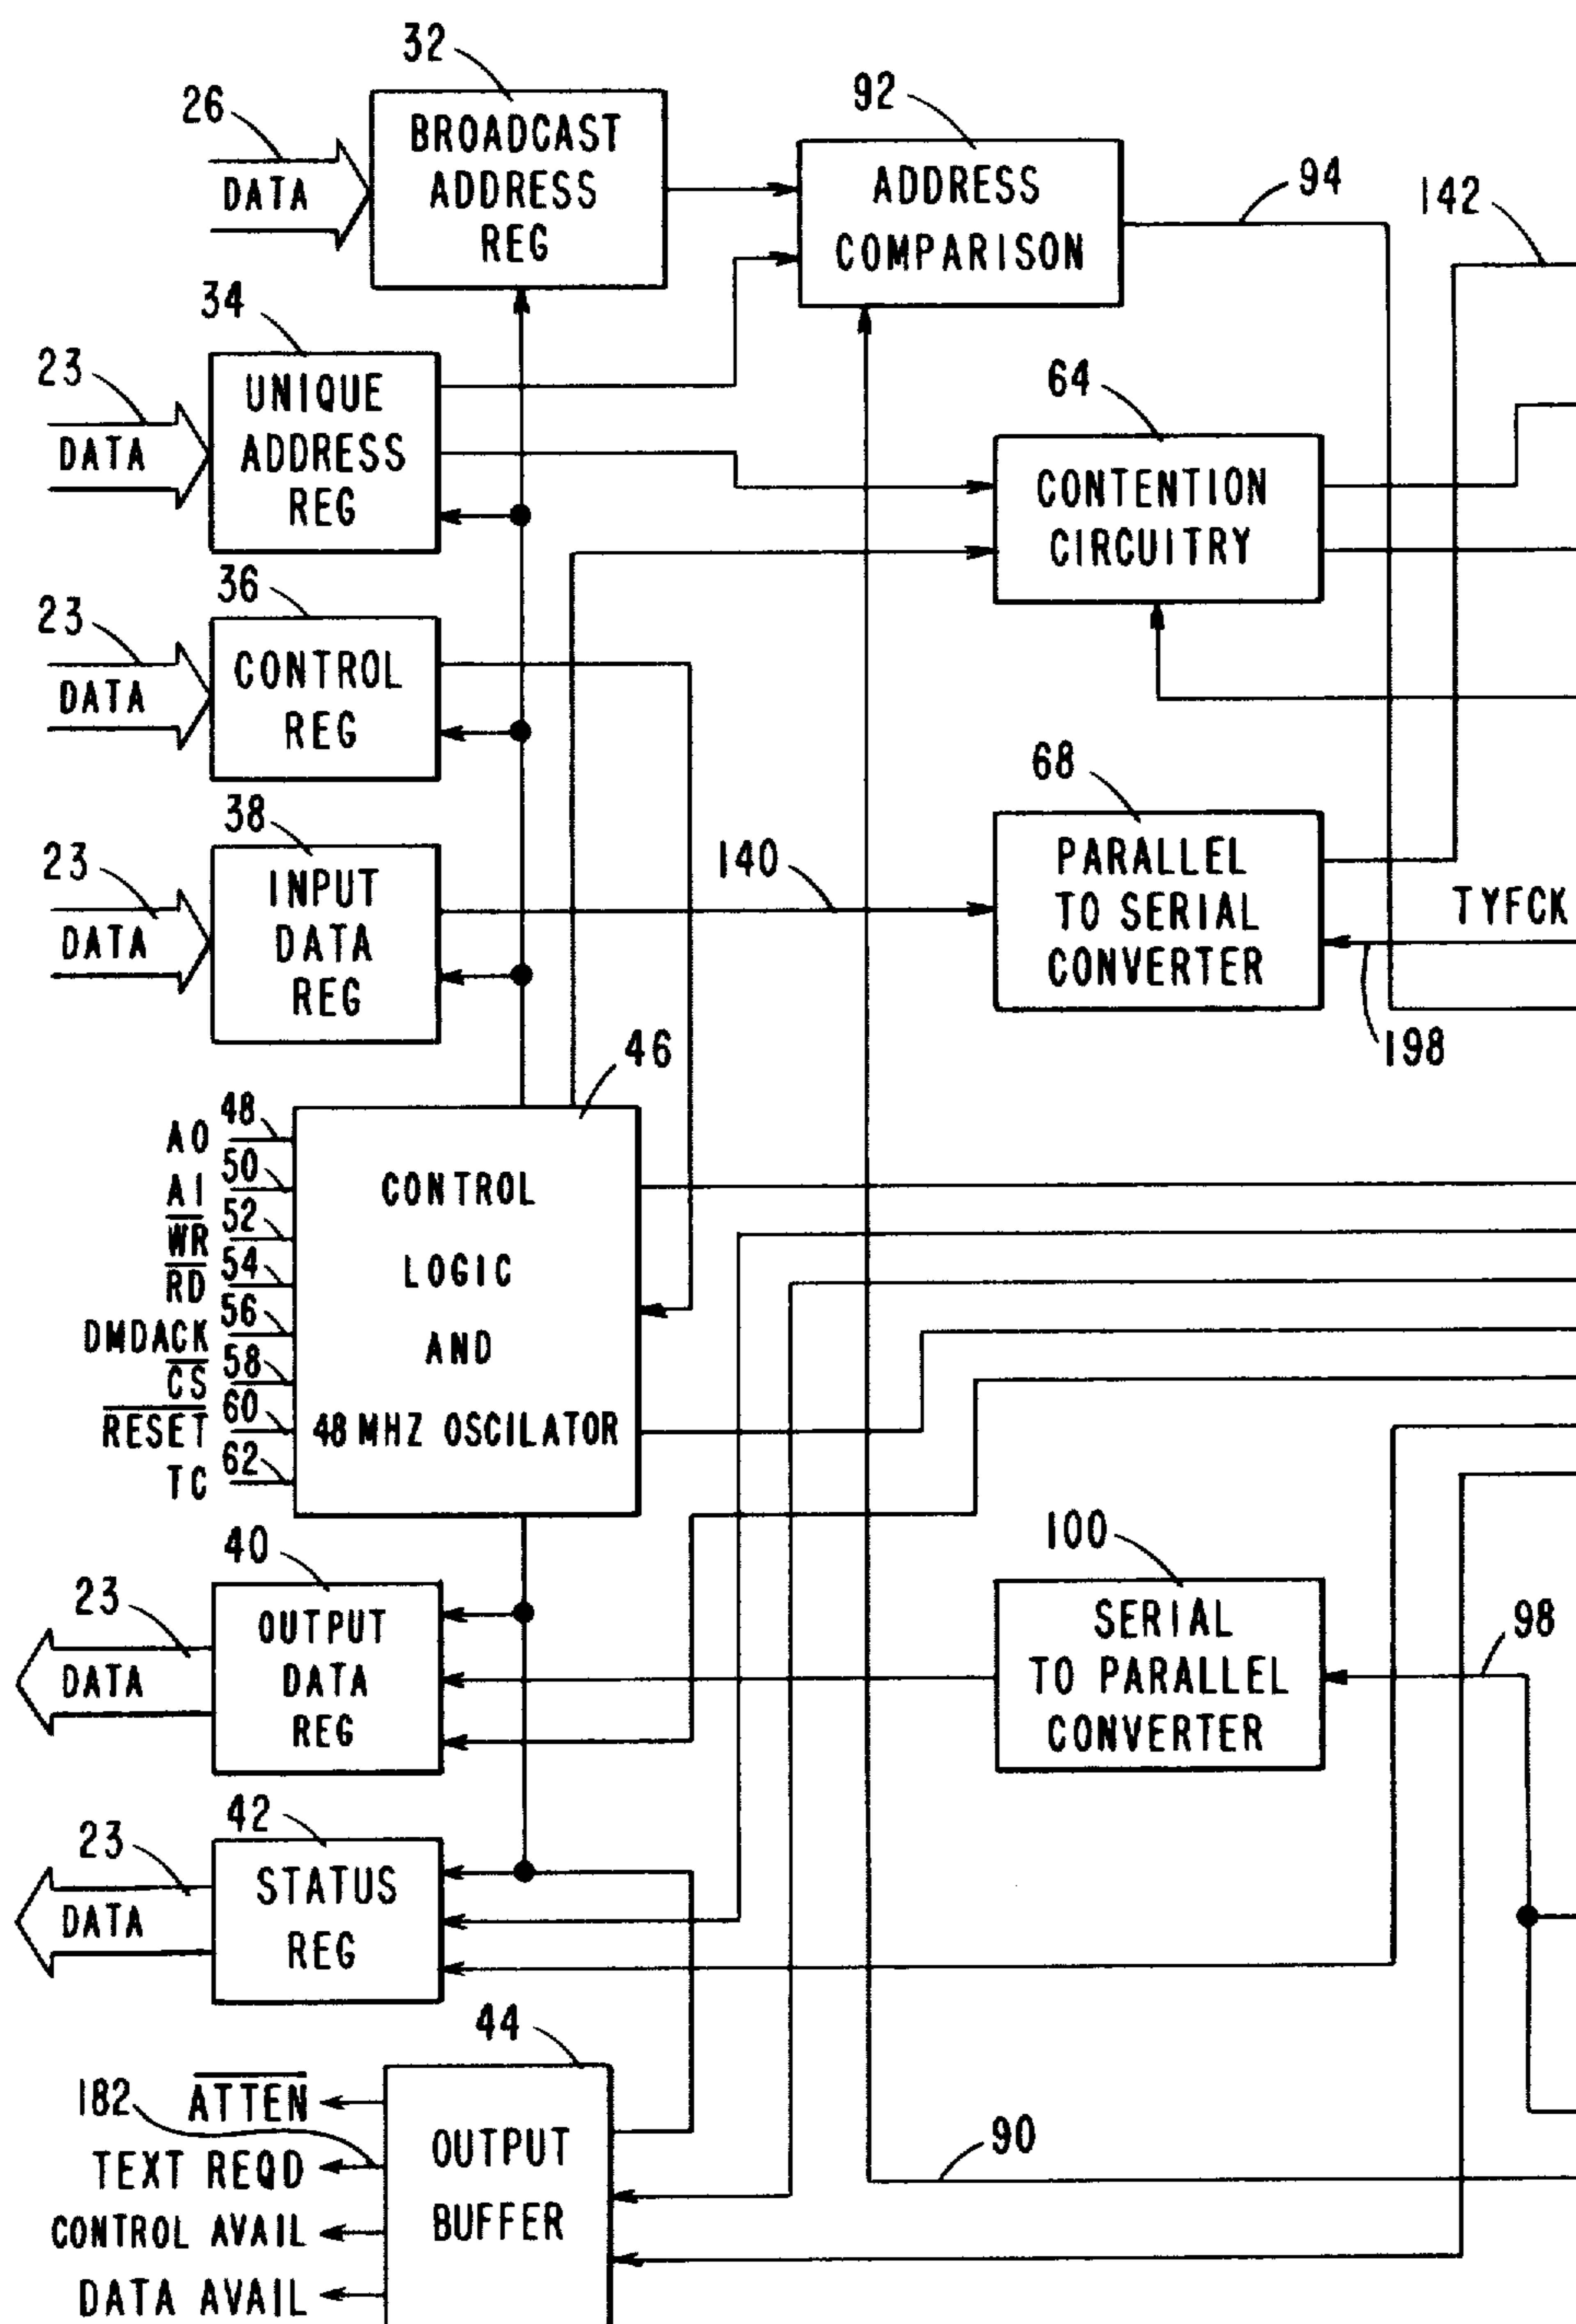 32
26
BROADCAST
ADDRESS
REG
DATA
92
ADDRESS
COMPARISON
94
142
34
23
UNIQUE
ADDRESS
REG
DATA
64
CONTENTION
CIRCUITRY
36
23
CONTROL
REG
DATA
38
23
INPUT
DATA
REG
DATA
140
68
PARALLEL
TO SERIAL
CONVERTER
TYFCK
198
46
A0 48
A1 50
WR 52
RD 54
DMDACK 56
CS 58
RESET 60
TC 62
CONTROL
LOGIC
AND
48 MHZ OSCILATOR
40
23
OUTPUT
DATA
REG
DATA
100
SERIAL
TO PARALLEL
CONVERTER
98
42
23
STATUS
REG
DATA
44
182
ATTEN
TEXT REQD
CONTROL AVAIL
DATA AVAIL
OUTPUT
BUFFER
90